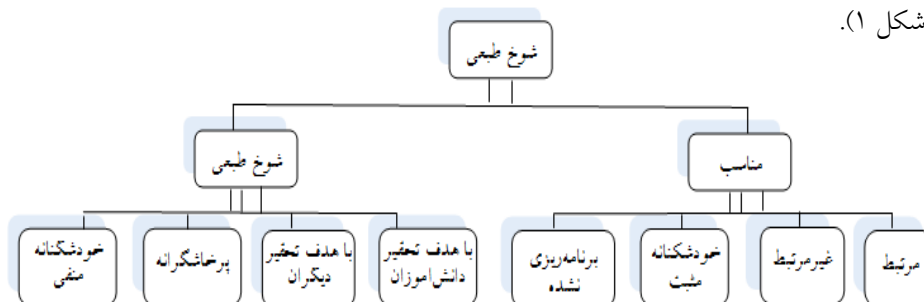 شکل ۱).
شوخ طبعی
مناسب
شوخ طبعی
مرتبط
غیرمرتبط
خودشکنانه
مثبت
برنامه‌ریزی
نشده
با هدف تحقیر
دانش‌اموزان
با هدف تحقیر
دیگران
پرخاشگرانه
خودشکنانه
منفی